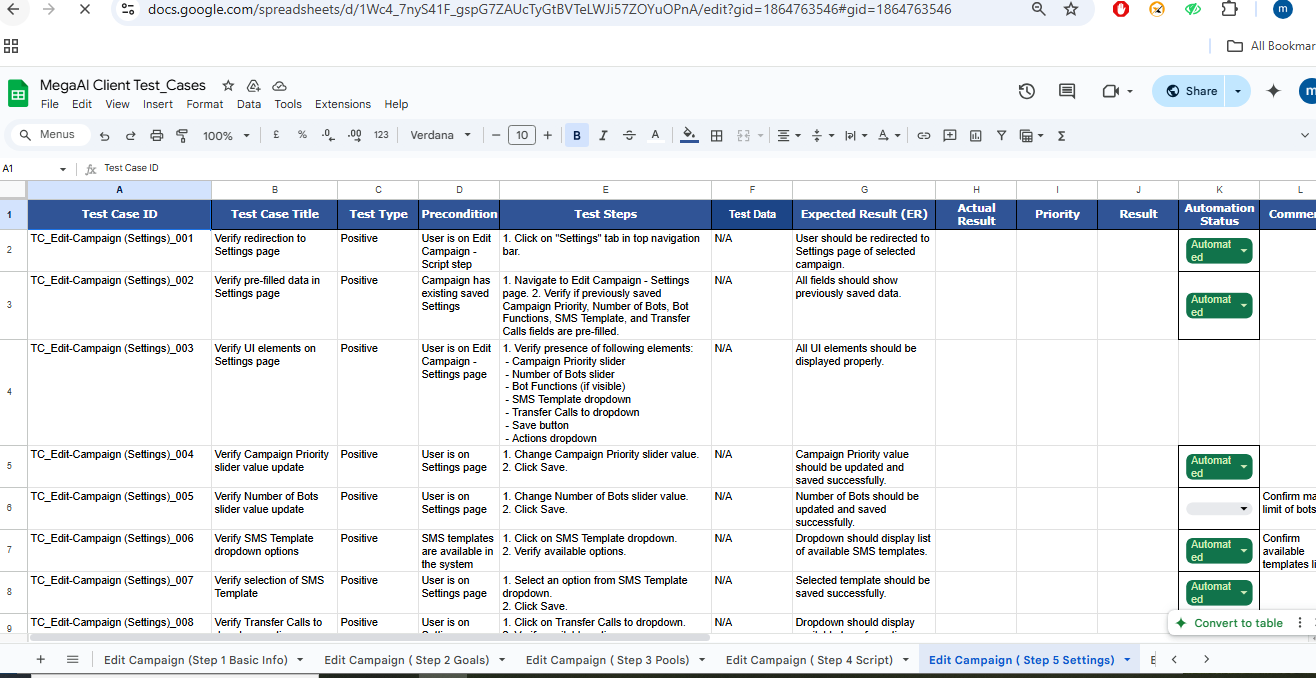 docs.google.com/spreadsheets/d/1Wc4_7nyS41F_gspG7ZAUcTyGtBVTeLWJi57ZOYuOPnA/edit?gid=1864763546#gid=1864763546
m
All Bookmar
MegaAI Client Test_Cases
File Edit View Insert Format Data Tools Extensions Help
Share
m
Menus 100% £ % .0 .00 123 Verdana − 10 + B I S A
A1 fx Test Case ID
A B C D E F G H I J K L
1 Test Case ID Test Case Title Test Type Precondition Test Steps Test Data Expected Result (ER) Actual Result Priority Result Automation Status Commen
2 TC_Edit-Campaign (Settings)_001
Verify redirection to
Settings page
Positive
User is on Edit
Campaign -
Script step
1. Click on "Settings" tab in top navigation
bar.
N/A
User should be redirected to
Settings page of selected
campaign.
Automat
ed
3 TC_Edit-Campaign (Settings)_002
Verify pre-filled data in
Settings page
Positive
Campaign has
existing saved
Settings
1. Navigate to Edit Campaign - Settings
page. 2. Verify if previously saved
Campaign Priority, Number of Bots, Bot
Functions, SMS Template, and Transfer
Calls fields are pre-filled.
N/A
All fields should show
previously saved data.
Automat
ed
4 TC_Edit-Campaign (Settings)_003
Verify UI elements on
Settings page
Positive
User is on Edit
Campaign -
Settings page
1. Verify presence of following elements:
- Campaign Priority slider
- Number of Bots slider
- Bot Functions (if visible)
- SMS Template dropdown
- Transfer Calls to dropdown
- Save button
- Actions dropdown
N/A
All UI elements should be
displayed properly.
5 TC_Edit-Campaign (Settings)_004
Verify Campaign Priority
slider value update
Positive
User is on
Settings page
1. Change Campaign Priority slider value.
2. Click Save.
N/A
Campaign Priority value
should be updated and
saved successfully.
Automat
ed
6 TC_Edit-Campaign (Settings)_005
Verify Number of Bots
slider value update
Positive
User is on
Settings page
1. Change Number of Bots slider value.
2. Click Save.
N/A
Number of Bots should be
updated and saved
successfully.
Confirm ma
limit of bots
7 TC_Edit-Campaign (Settings)_006
Verify SMS Template
dropdown options
Positive
SMS templates
are available in
the system
1. Click on SMS Template dropdown.
2. Verify available options.
N/A
Dropdown should display list
of available SMS templates.
Automat
ed
Confirm
available
templates li
8 TC_Edit-Campaign (Settings)_007
Verify selection of SMS
Template
Positive
User is on
Settings page
1. Select an option from SMS Template
dropdown.
2. Click Save.
N/A
Selected template should be
saved successfully.
Automat
ed
9 TC_Edit-Campaign (Settings)_008
Verify Transfer Calls to
Positive
User is on
1. Click on Transfer Calls to dropdown.
N/A
Dropdown should display
Convert to table
Edit Campaign (Step 1 Basic Info) Edit Campaign ( Step 2 Goals) Edit Campaign ( Step 3 Pools) Edit Campaign ( Step 4 Script) Edit Campaign ( Step 5 Settings)